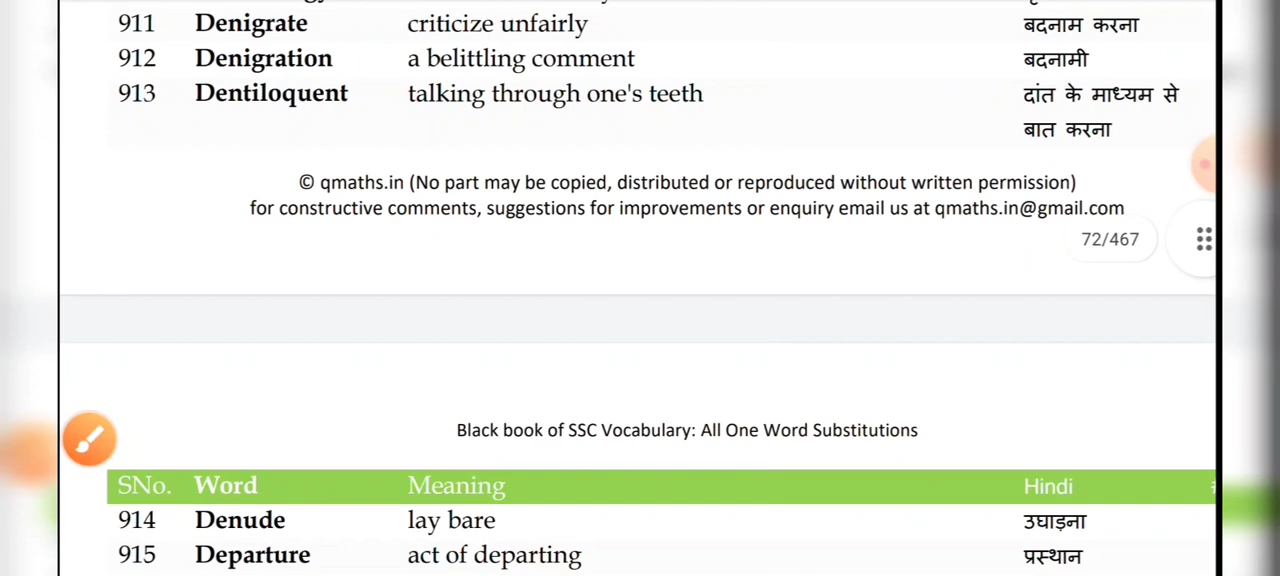 911 Denigrate criticize unfairly बदनाम करना
912 Denigration a belittling comment बदनामी
913 Dentiloquent talking through one's teeth दांत के माध्यम से
बात करना
© qmaths.in (No part may be copied, distributed or reproduced without written permission)
for constructive comments, suggestions for improvements or enquiry email us at qmaths.in@gmail.com
72/467
Black book of SSC Vocabulary: All One Word Substitutions
SNo. Word Meaning Hindi
914 Denude lay bare उघाड़ना
915 Departure act of departing प्रस्थान